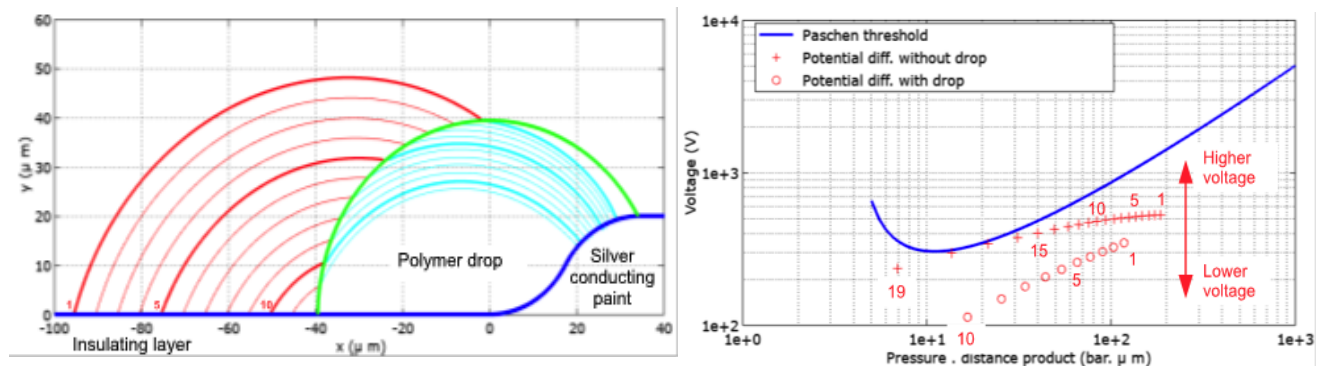 60
50
40
30
20
10
0
y (μ m)
1
5
10
Polymer drop
Silver
conducting
paint
-100
-80
-60
-40
-20
0
20
40
Insulating layer
x (μ m)
1e+4
1e+3
1e+2
Voltage (V)
Paschen threshold
Potential diff. without drop
Potential diff. with drop
Higher
voltage
10
5
1
15
19
5
1
10
Lower
voltage
1e+0
1e+1
1e+2
1e+3
Pressure . distance product (bar. μ m)